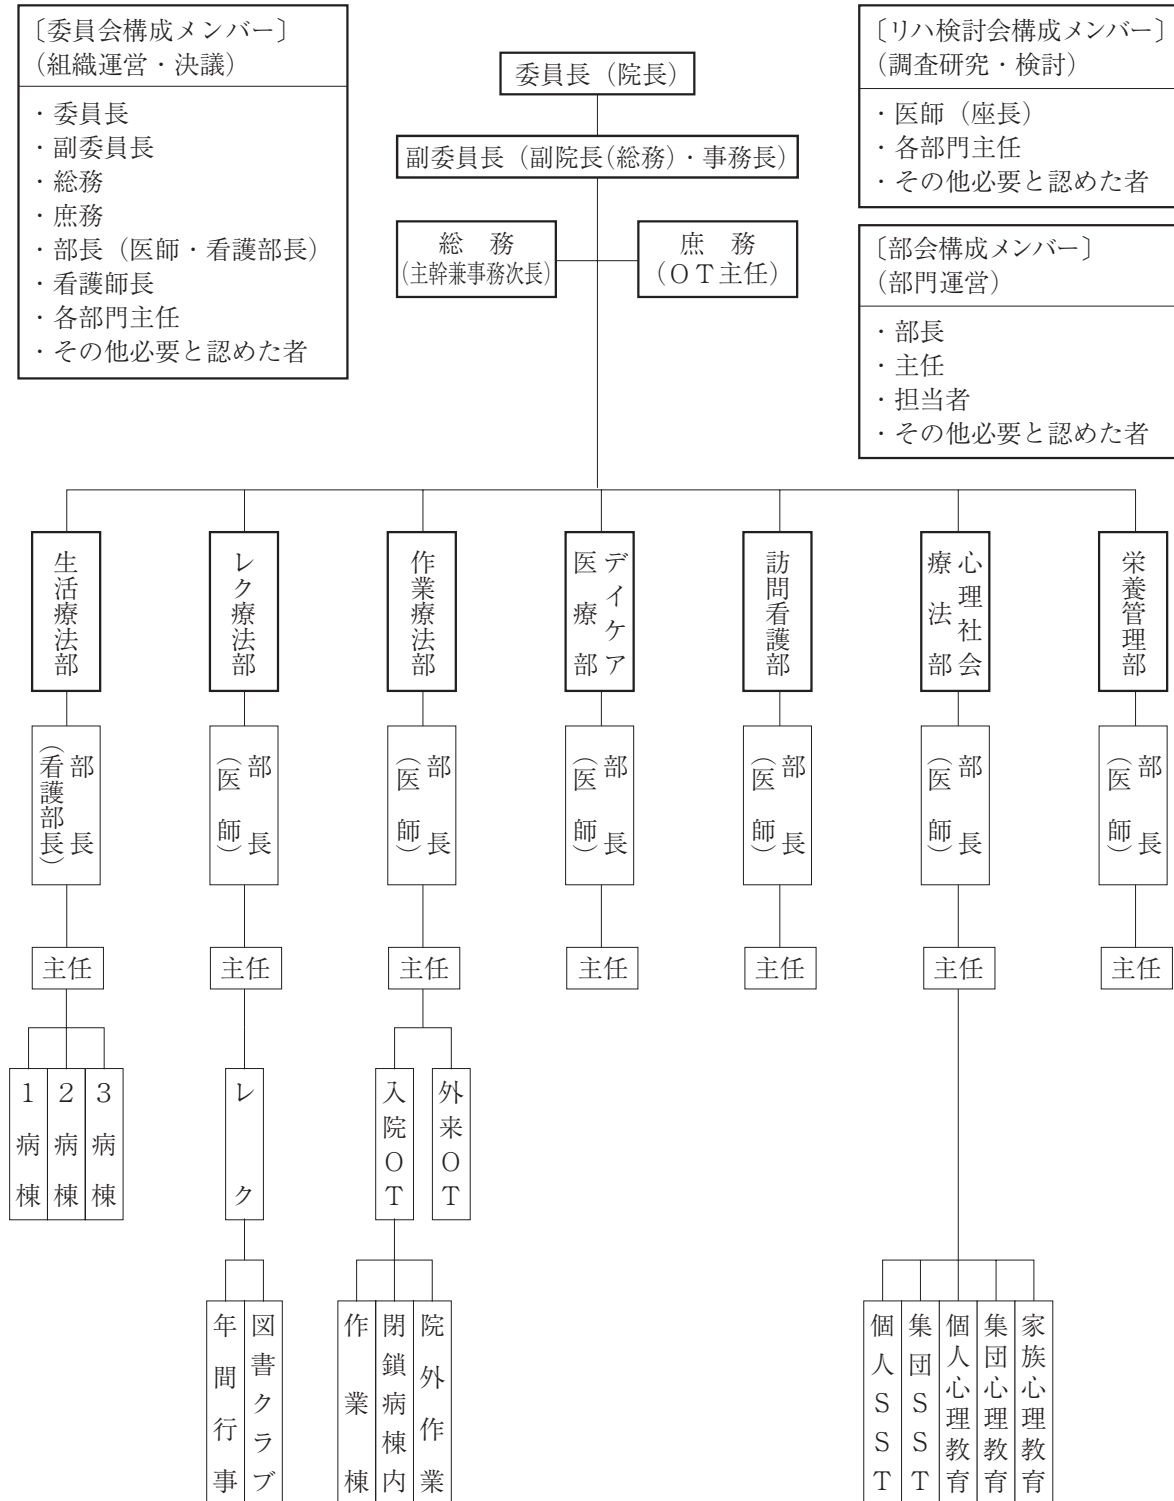 〔委員会構成メンバー〕
(組織運営・決議)
・委員長
・副委員長
・総務
・庶務
・部長（医師・看護部長）
・看護師長
・各部門主任
・その他必要と認めた者
委員長（院長）
副委員長（副院長(総務)・事務長）
総　務
(主幹兼事務次長)
庶　務
（ＯＴ主任）
〔リハ検討会構成メンバー〕
(調査研究・検討)
・医師（座長）
・各部門主任
・その他必要と認めた者
〔部会構成メンバー〕
(部門運営)
・部長
・主任
・担当者
・その他必要と認めた者
生活療法部
レク療法部
作業療法部
デイケア
医療部
訪問看護部
心理社会
療法部
栄養管理部
部長
（看護部長）
部長
（医師）
部長
（医師）
部長
（医師）
部長
（医師）
部長
（医師）
部長
（医師）
主任
主任
主任
主任
主任
主任
主任
1病棟
2病棟
3病棟
レク
入院ＯＴ
外来ＯＴ
年間行事
図書クラブ
作業棟
閉鎖病棟内
院外作業
個人ＳＳＴ
集団ＳＳＴ
個人心理教育
集団心理教育
家族心理教育